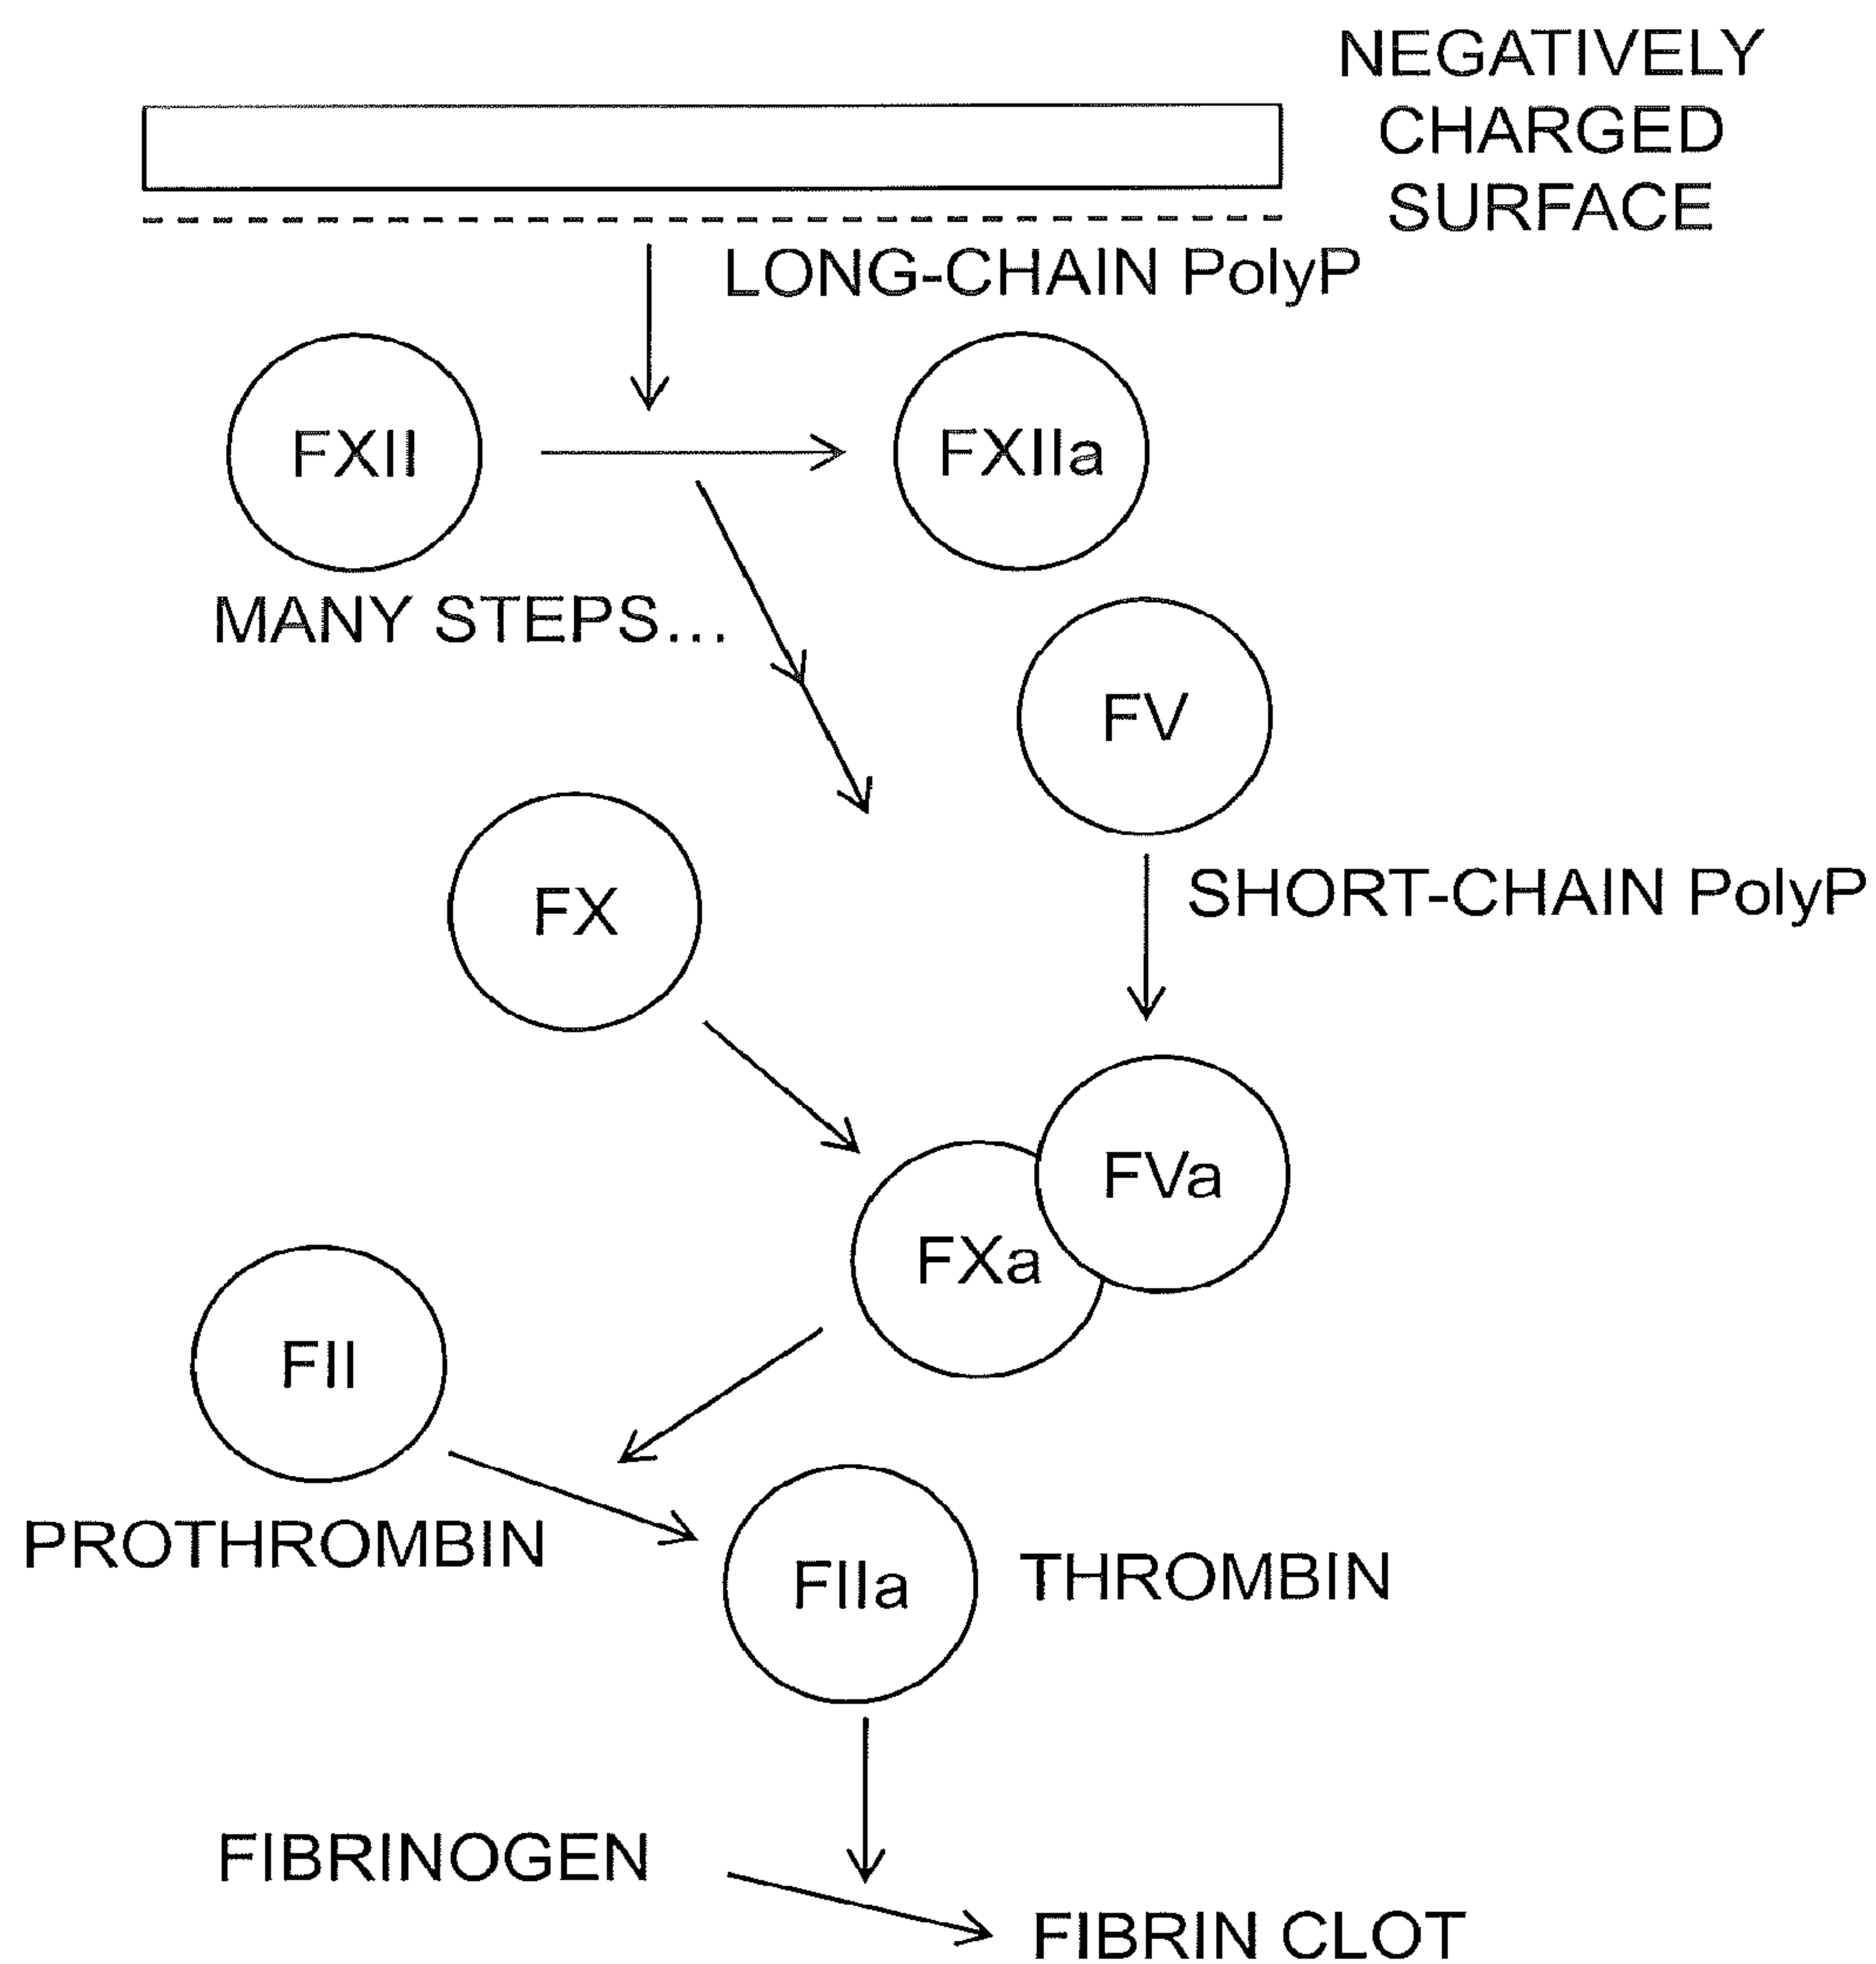 NEGATIVELY
CHARGED
SURFACE
LONG-CHAIN PolyP
FXII
FXIIa
MANY STEPS...
FV
FX
SHORT-CHAIN PolyP
FVa
FXa
FII
PROTHROMBIN
FIIa
THROMBIN
FIBRINOGEN
FIBRIN CLOT